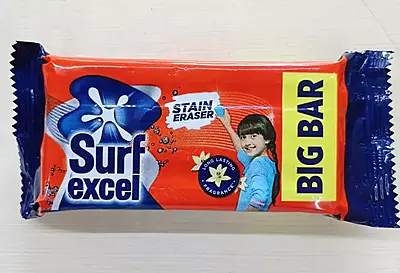 Surf
excel
STAIN
ERASER
LONG LASTING
FRAGRANCE
BIG BAR